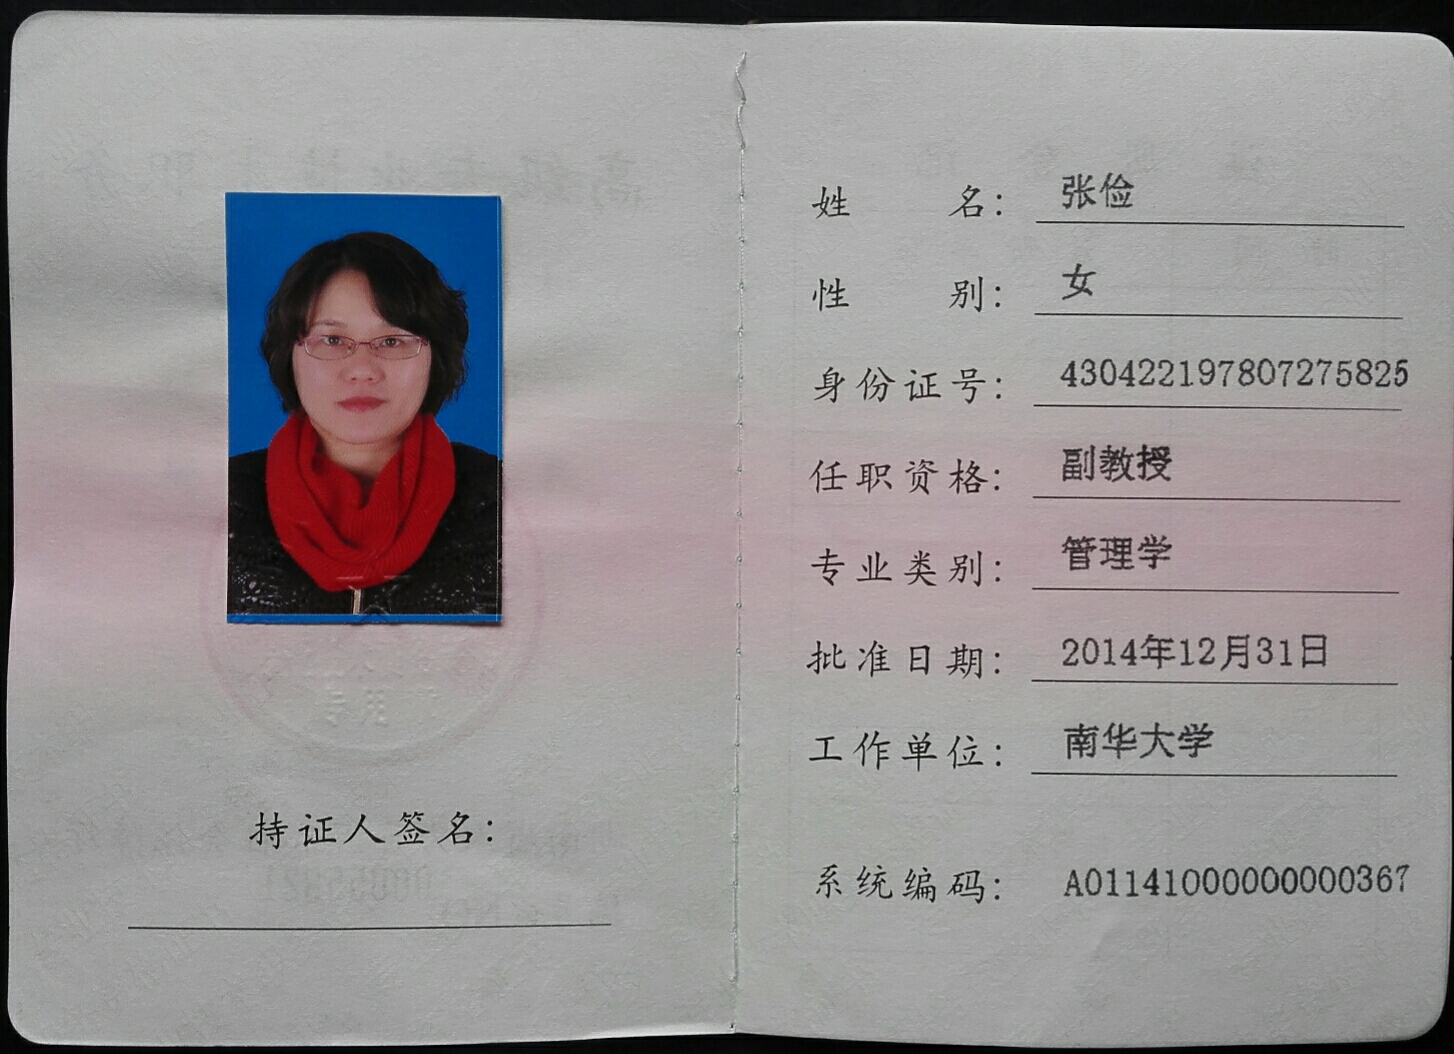 持证人签名：
姓名：张俭
性别：女
身份证号：430422197807275825
任职资格：副教授
专业类别：管理学
批准日期：2014年12月31日
工作单位：南华大学
系统编码：A01141000000000367